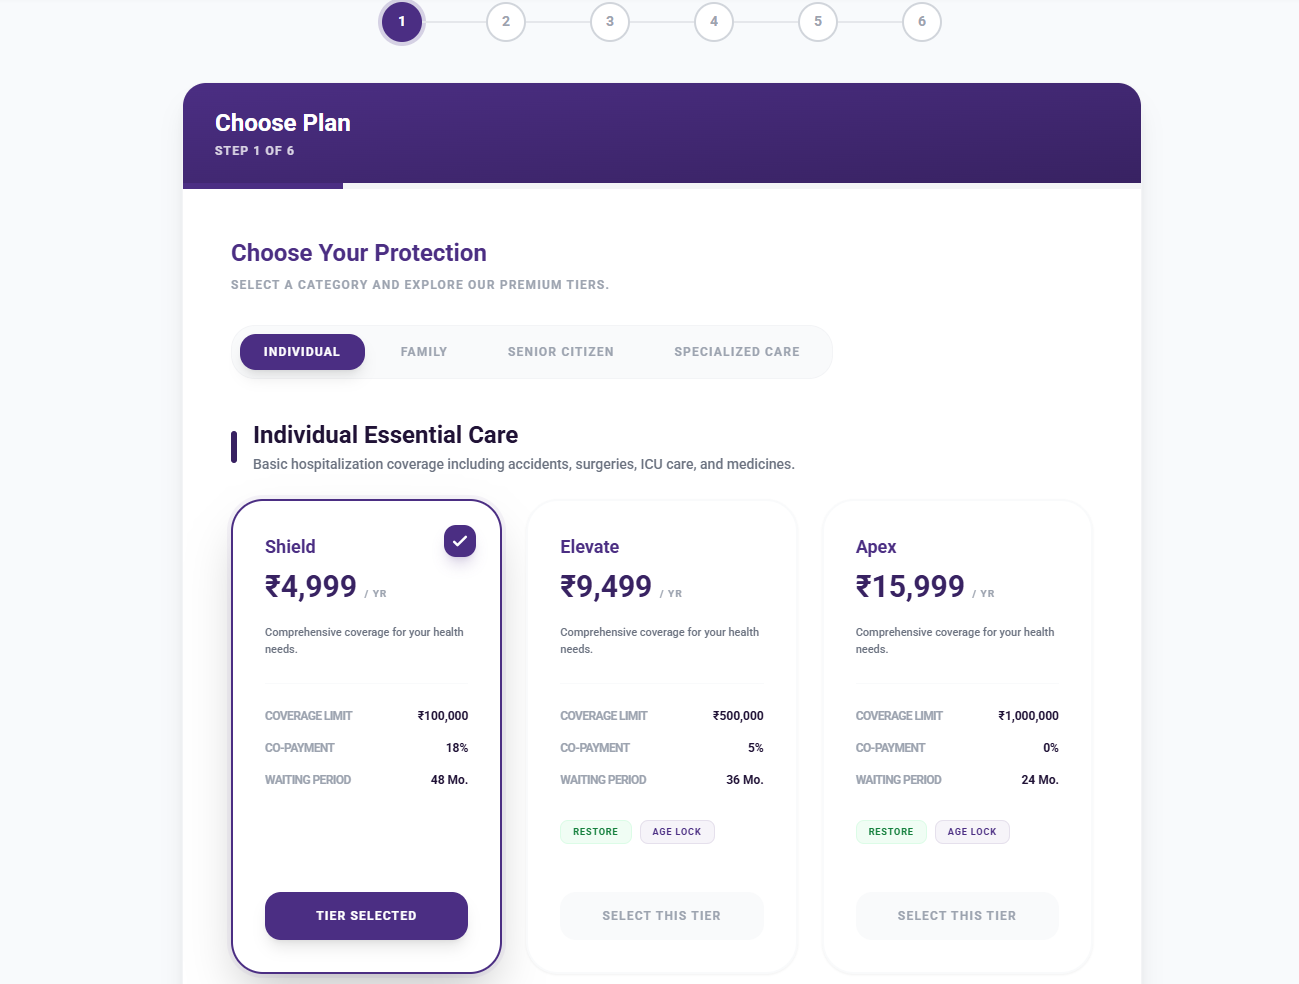 1 2 3 4 5 6
Choose Plan
STEP 1 OF 6
Choose Your Protection
SELECT A CATEGORY AND EXPLORE OUR PREMIUM TIERS.
INDIVIDUAL FAMILY SENIOR CITIZEN SPECIALIZED CARE
Individual Essential Care
Basic hospitalization coverage including accidents, surgeries, ICU care, and medicines.
Shield
₹4,999 / YR
Comprehensive coverage for your health
needs.
COVERAGE LIMIT ₹100,000
CO-PAYMENT 18%
WAITING PERIOD 48 Mo.
TIER SELECTED
Elevate
₹9,499 / YR
Comprehensive coverage for your health
needs.
COVERAGE LIMIT ₹500,000
CO-PAYMENT 5%
WAITING PERIOD 36 Mo.
RESTORE AGE LOCK
SELECT THIS TIER
Apex
₹15,999 / YR
Comprehensive coverage for your health
needs.
COVERAGE LIMIT ₹1,000,000
CO-PAYMENT 0%
WAITING PERIOD 24 Mo.
RESTORE AGE LOCK
SELECT THIS TIER